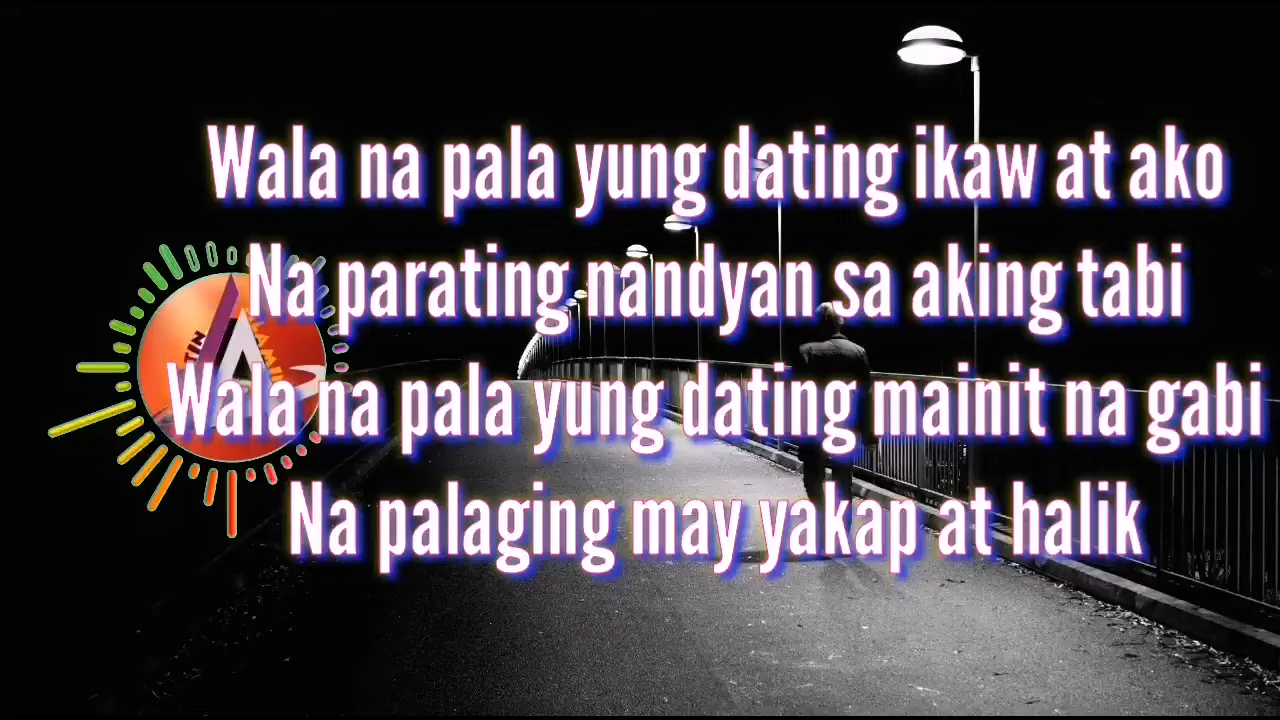 Wala na pala yung dating ikaw at ako
Na parating nandyan sa aking tabi
Wala na pala yung dating mainit na gabi
Na palaging may yakap at halik